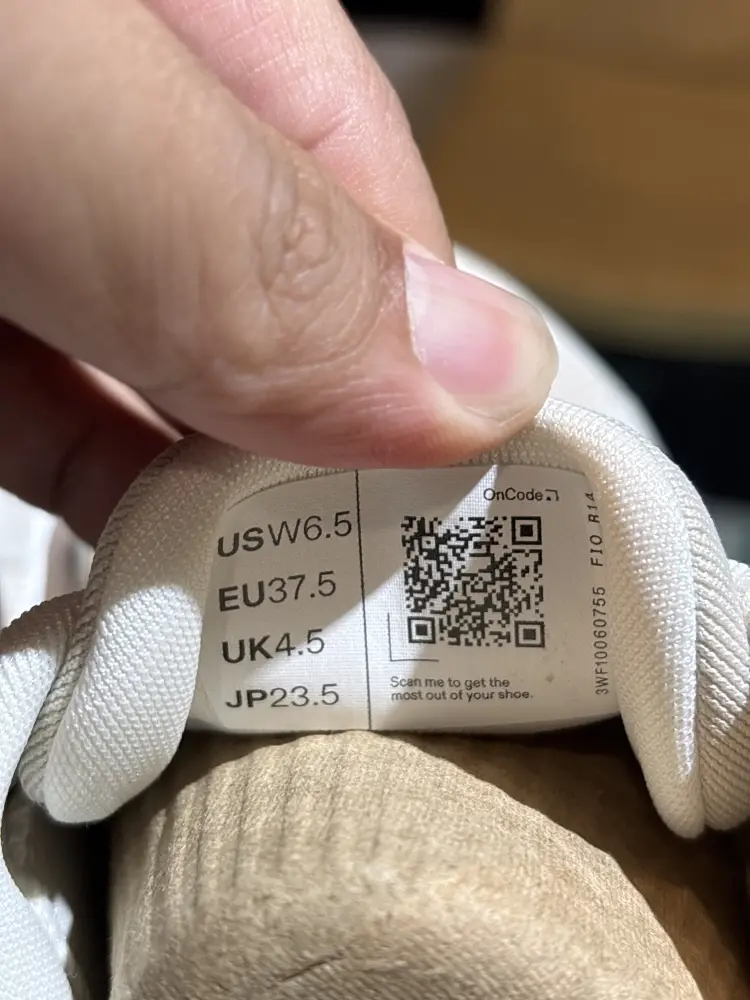 USW6.5
EU37.5
UK4.5
JP23.5
OnCode
Scan me to get the
most out of your shoe.
3WF10060755 FIO R14